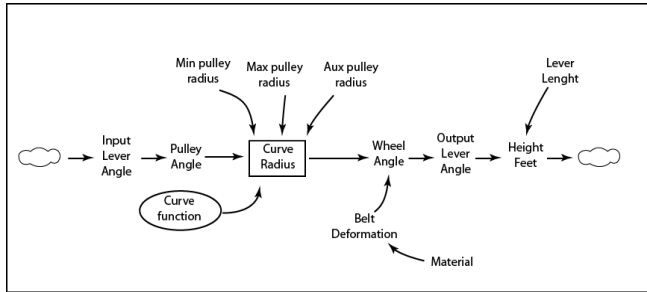 Min pulley
radius
Max pulley
radius
Aux pulley
radius
Lever
Lenght
Input
Lever
Angle
Pulley
Angle
Curve
Radius
Wheel
Angle
Output
Lever
Angle
Height
Feet
Curve
function
Belt
Deformation
Material